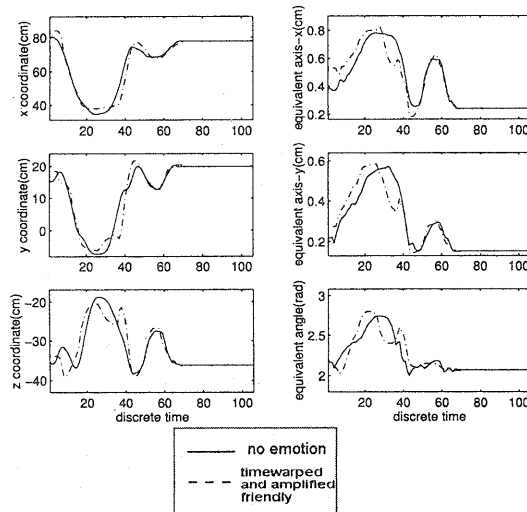 x coordinate(cm)
80
60
40
20 40 60 80 100
equivalent axis-x(cm)
0.8
0.6
0.4
0.2
20 40 60 80 100
y coordinate(cm)
20
10
0
20 40 60 80 100
equivalent axis-y(cm)
0.6
0.4
0.2
20 40 60 80 100
z coordinate(cm)
-20
-30
-40
20 40 60 80 100
discrete time
equivalent angle(rad)
3
2.5
2
20 40 60 80 100
discrete time
no emotion
timewarped
and amplified
friendly